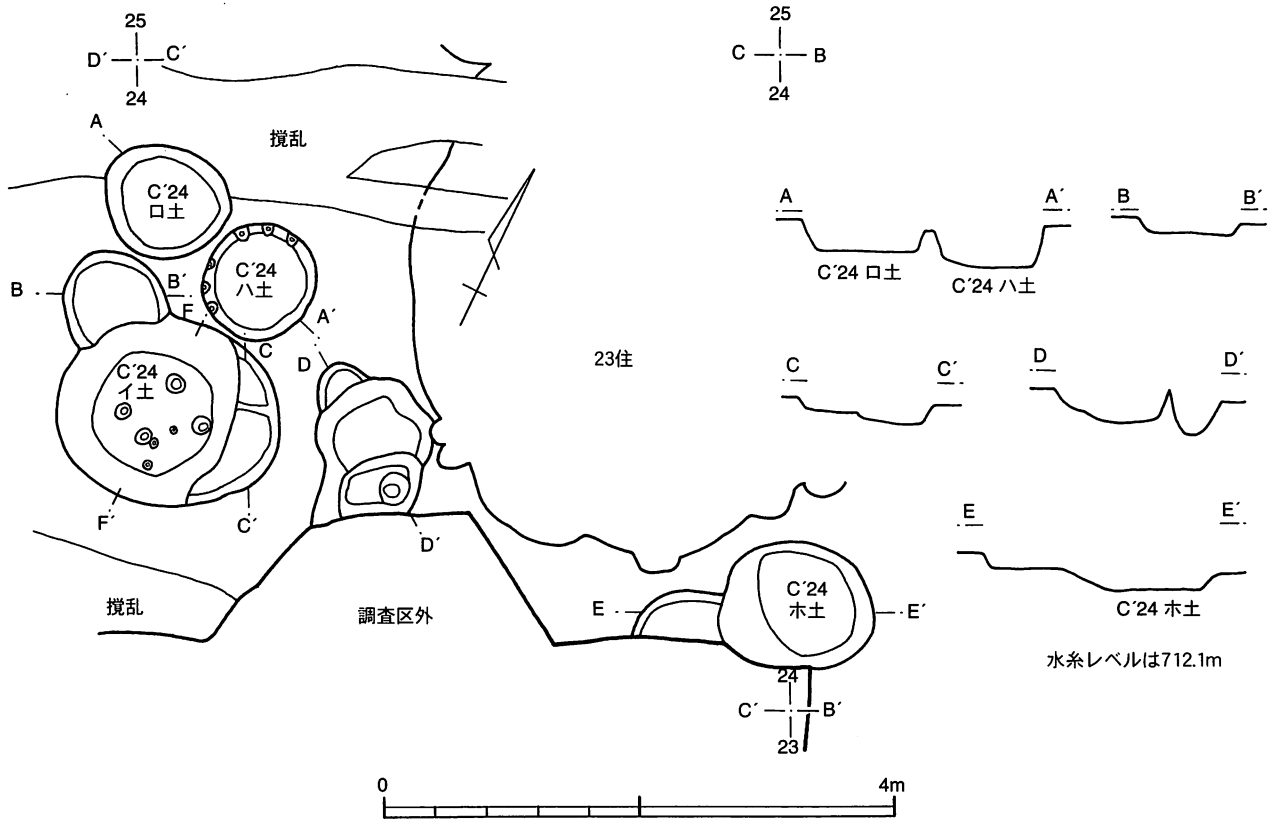 25
D´ C´
24
25
C B
24
A
撹乱
C´24
ロ土
C´24
ハ土
B B´
F
A´
C
D
C´24
イ土
F´
C´
D´
23住
撹乱
調査区外
E
C´24
ホ土
E´
24
C´ B´
23
A A´
C´24 ロ土
C´24 ハ土
B B´
C C´
D D´
E E´
C´24 ホ土
水糸レベルは712.1m
0 4m